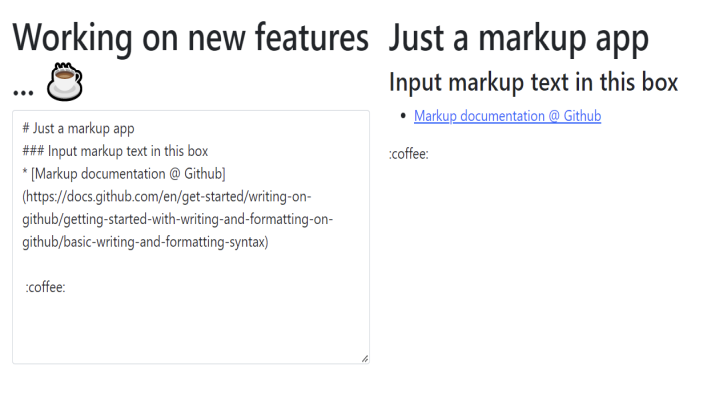 Working on new features
... ☕
# Just a markup app
### Input markup text in this box
* [Markup documentation @ Github]
(https://docs.github.com/en/get-started/writing-on-
github/getting-started-with-writing-and-formatting-on-
github/basic-writing-and-formatting-syntax)
:coffee:
Just a markup app
Input markup text in this box
• Markup documentation @ Github
:coffee: